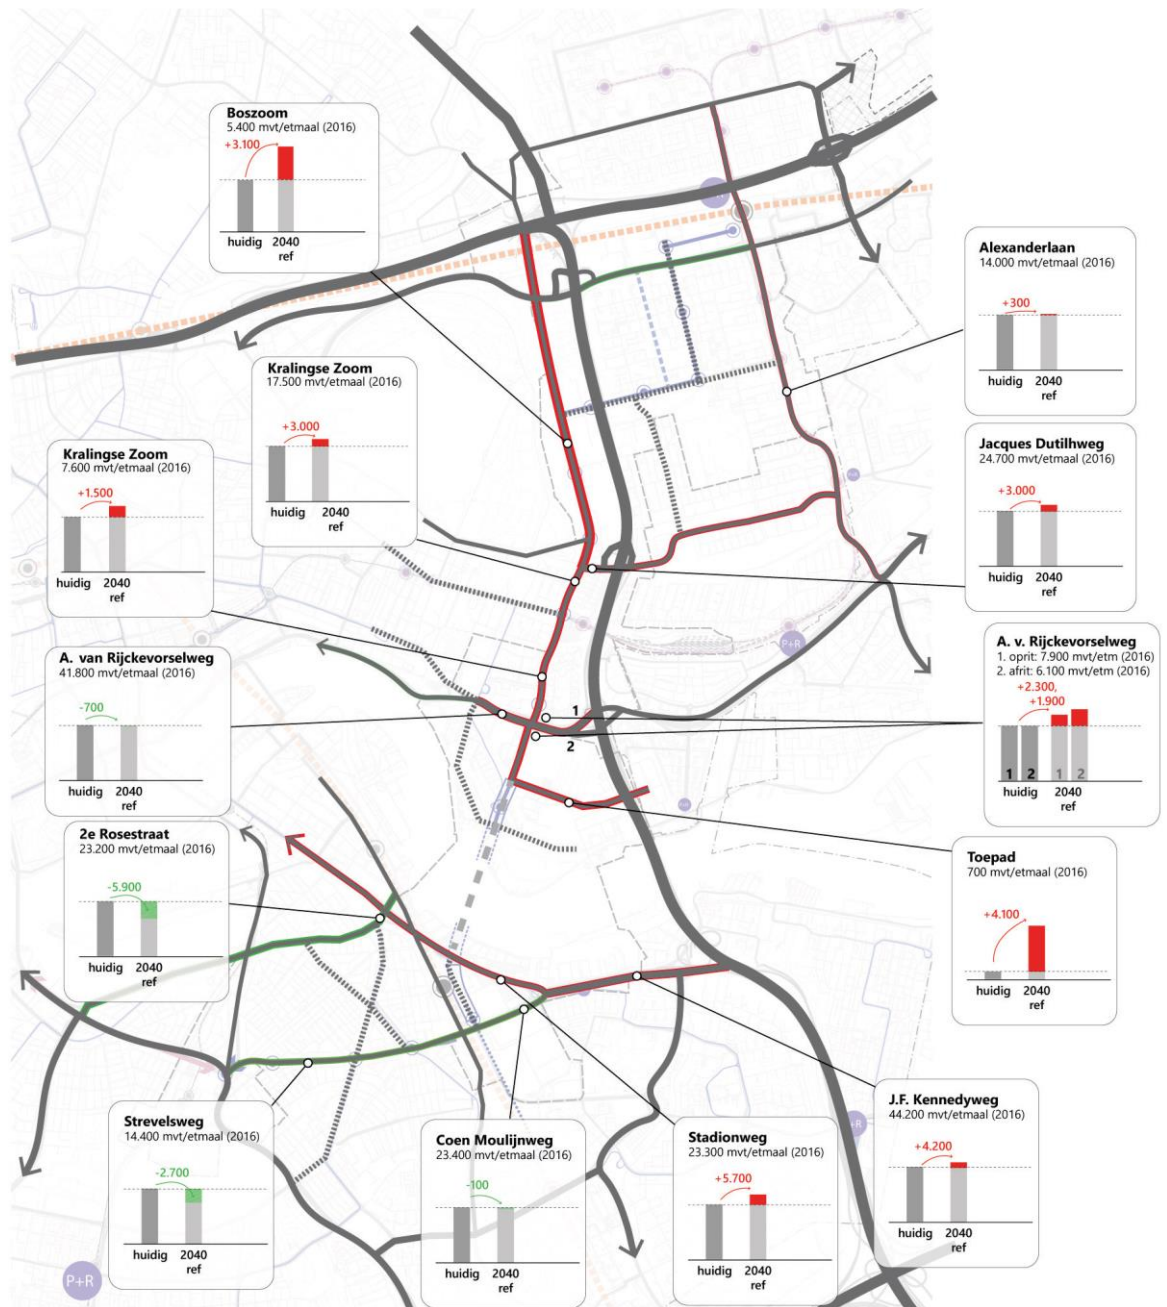 Boszoom
5.400 mvt/etmaal (2016)
+3.100
huidig 2040
ref
Alexanderlaan
14.000 mvt/etmaal (2016)
+300
huidig 2040
ref
Kralingse Zoom
17.500 mvt/etmaal (2016)
+3.000
huidig 2040
ref
Jacques Dutilhweg
24.700 mvt/etmaal (2016)
+3.000
huidig 2040
ref
Kralingse Zoom
7.600 mvt/etmaal (2016)
+1.500
huidig 2040
ref
P+R
A. van Rijckevorselweg
41.800 mvt/etmaal (2016)
-700
huidig 2040
ref
1
2
A. v. Rijckevorselweg
1. oprit: 7.900 mvt/etm (2016)
2. afrit: 6.100 mvt/etm (2016)
+2.300,
+1.900
1 2 1 2
huidig 2040
ref
2e Rosestraat
23.200 mvt/etmaal (2016)
-5.900
huidig 2040
ref
Toepad
700 mvt/etmaal (2016)
+4.100
huidig 2040
ref
Strevelsweg
14.400 mvt/etmaal (2016)
-2.700
huidig 2040
ref
Coen Moulijnweg
23.400 mvt/etmaal (2016)
-100
huidig 2040
ref
Stadionweg
23.300 mvt/etmaal (2016)
+5.700
huidig 2040
ref
J.F. Kennedyweg
44.200 mvt/etmaal (2016)
+4.200
huidig 2040
ref
+R
P+R